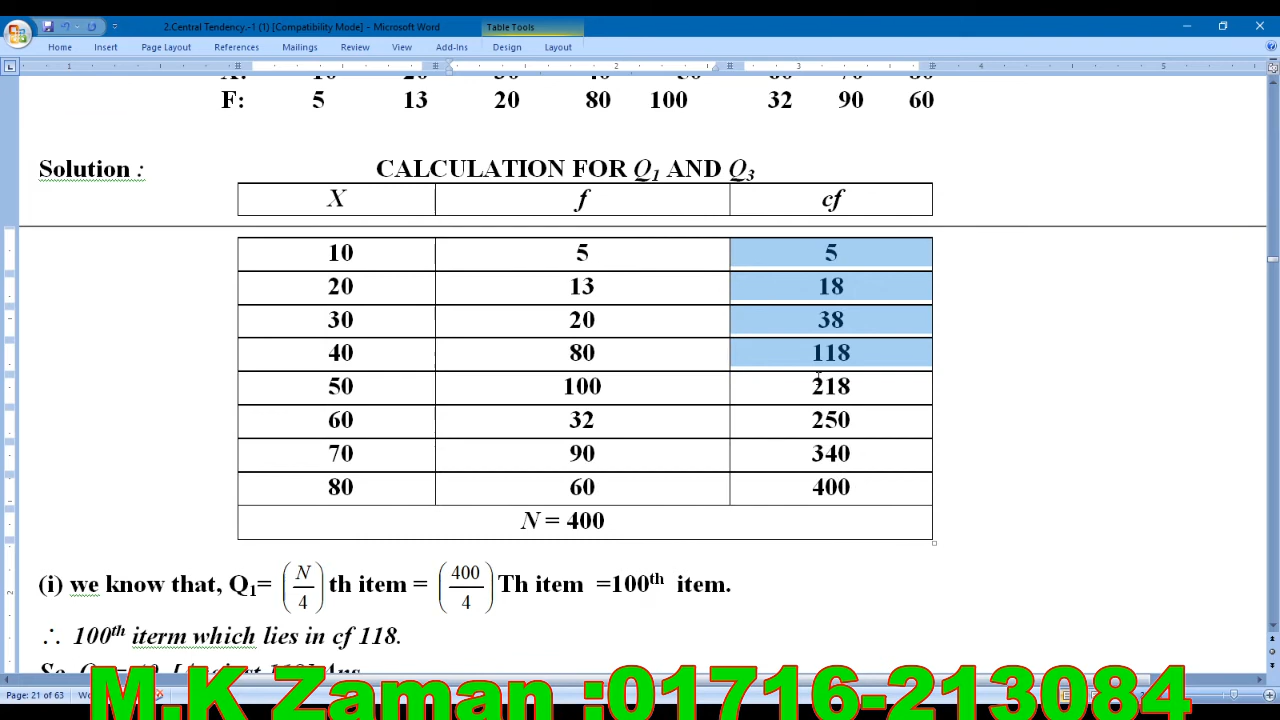 2.Central Tendency.-1 (1) [Compatibility Mode] - Microsoft Word
Table Tools
Home Insert Page Layout References Mailings Review View Add-Ins Design Layout
F: 5 13 20 80 100 32 90 60
Solution : CALCULATION FOR Q1 AND Q3
X f cf
10 5 5
20 13 18
30 20 38
40 80 118
50 100 218
60 32 250
70 90 340
80 60 400
N = 400
(i) we know that, Q1= (N/4) th item = (400/4) Th item =100th item.
∴ 100th iterm which lies in cf 118.
M.K Zaman :01716-213084
Page: 21 of 63